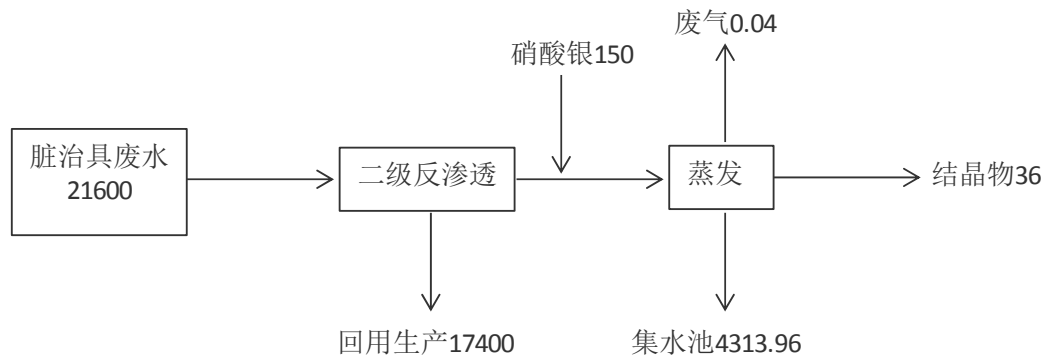 废气0.04
硝酸银150
脏治具废水
21600
二级反渗透
蒸发
结晶物36
回用生产17400
集水池4313.96